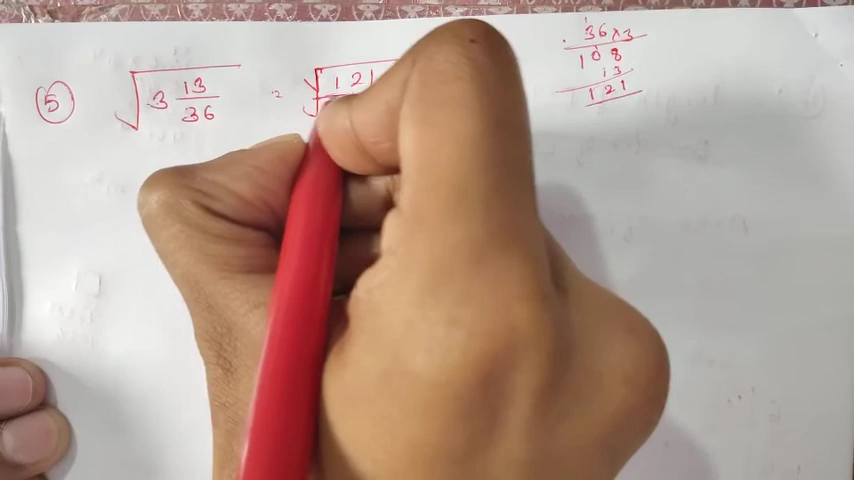 ⑤ √(3 13/36) = √121
36×3
108
13
121